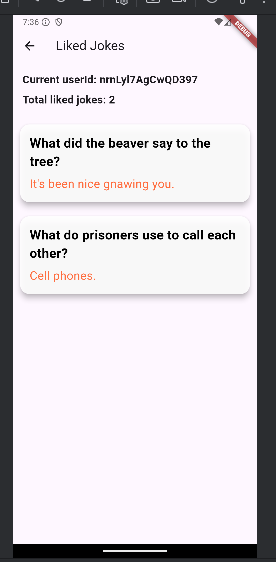 7:36
DEBUG
Liked Jokes
Current userId: nrnLyl7AgCwQD397
Total liked jokes: 2
What did the beaver say to the
tree?
It's been nice gnawing you.
What do prisoners use to call each
other?
Cell phones.